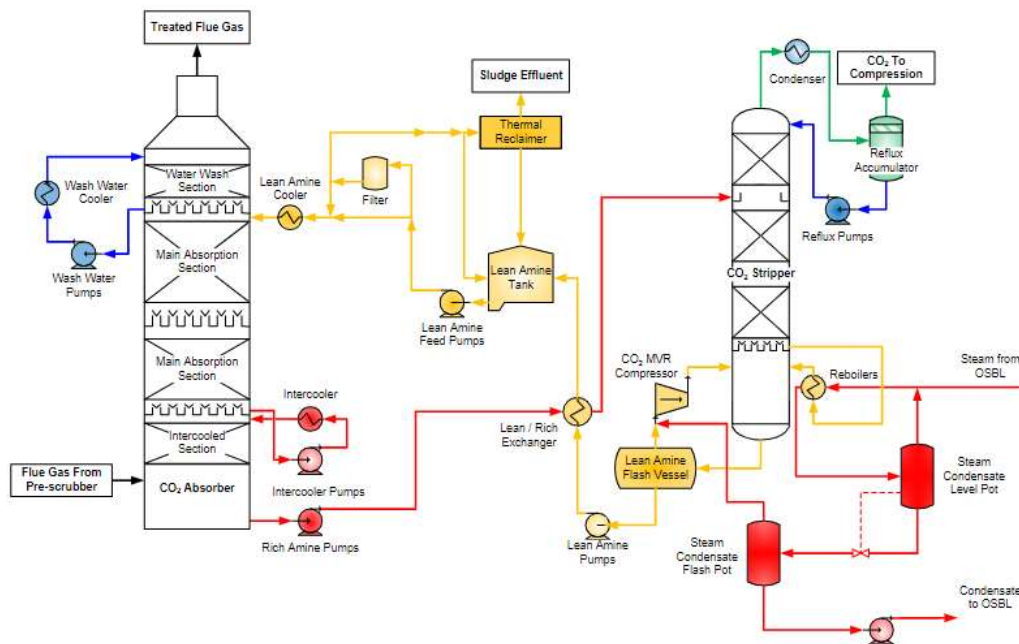 Treated Flue Gas
Sludge Effluent
CO₂ To
Compression
Condenser
Thermal
Reclaimer
Reflux
Accumulator
Water Wash
Section
Wash Water
Cooler
Lean Amine
Cooler
Filter
Reflux Pumps
Main Absorption
Section
Wash Water
Pumps
Lean Amine
Tank
CO₂ Stripper
Lean Amine
Feed Pumps
Main Absorption
Section
CO₂ MVR
Compressor
Steam from
OSBL
Reboilers
Intercooler
Lean / Rich
Exchanger
Intercooled
Section
Lean Amine
Flash Vessel
Steam
Condensate
Level Pot
Flue Gas From
Pre-scrubber
CO₂ Absorber
Intercooler Pumps
Rich Amine Pumps
Lean Amine
Pumps
Steam
Condensate
Flash Pot
Condensate
to OSBL